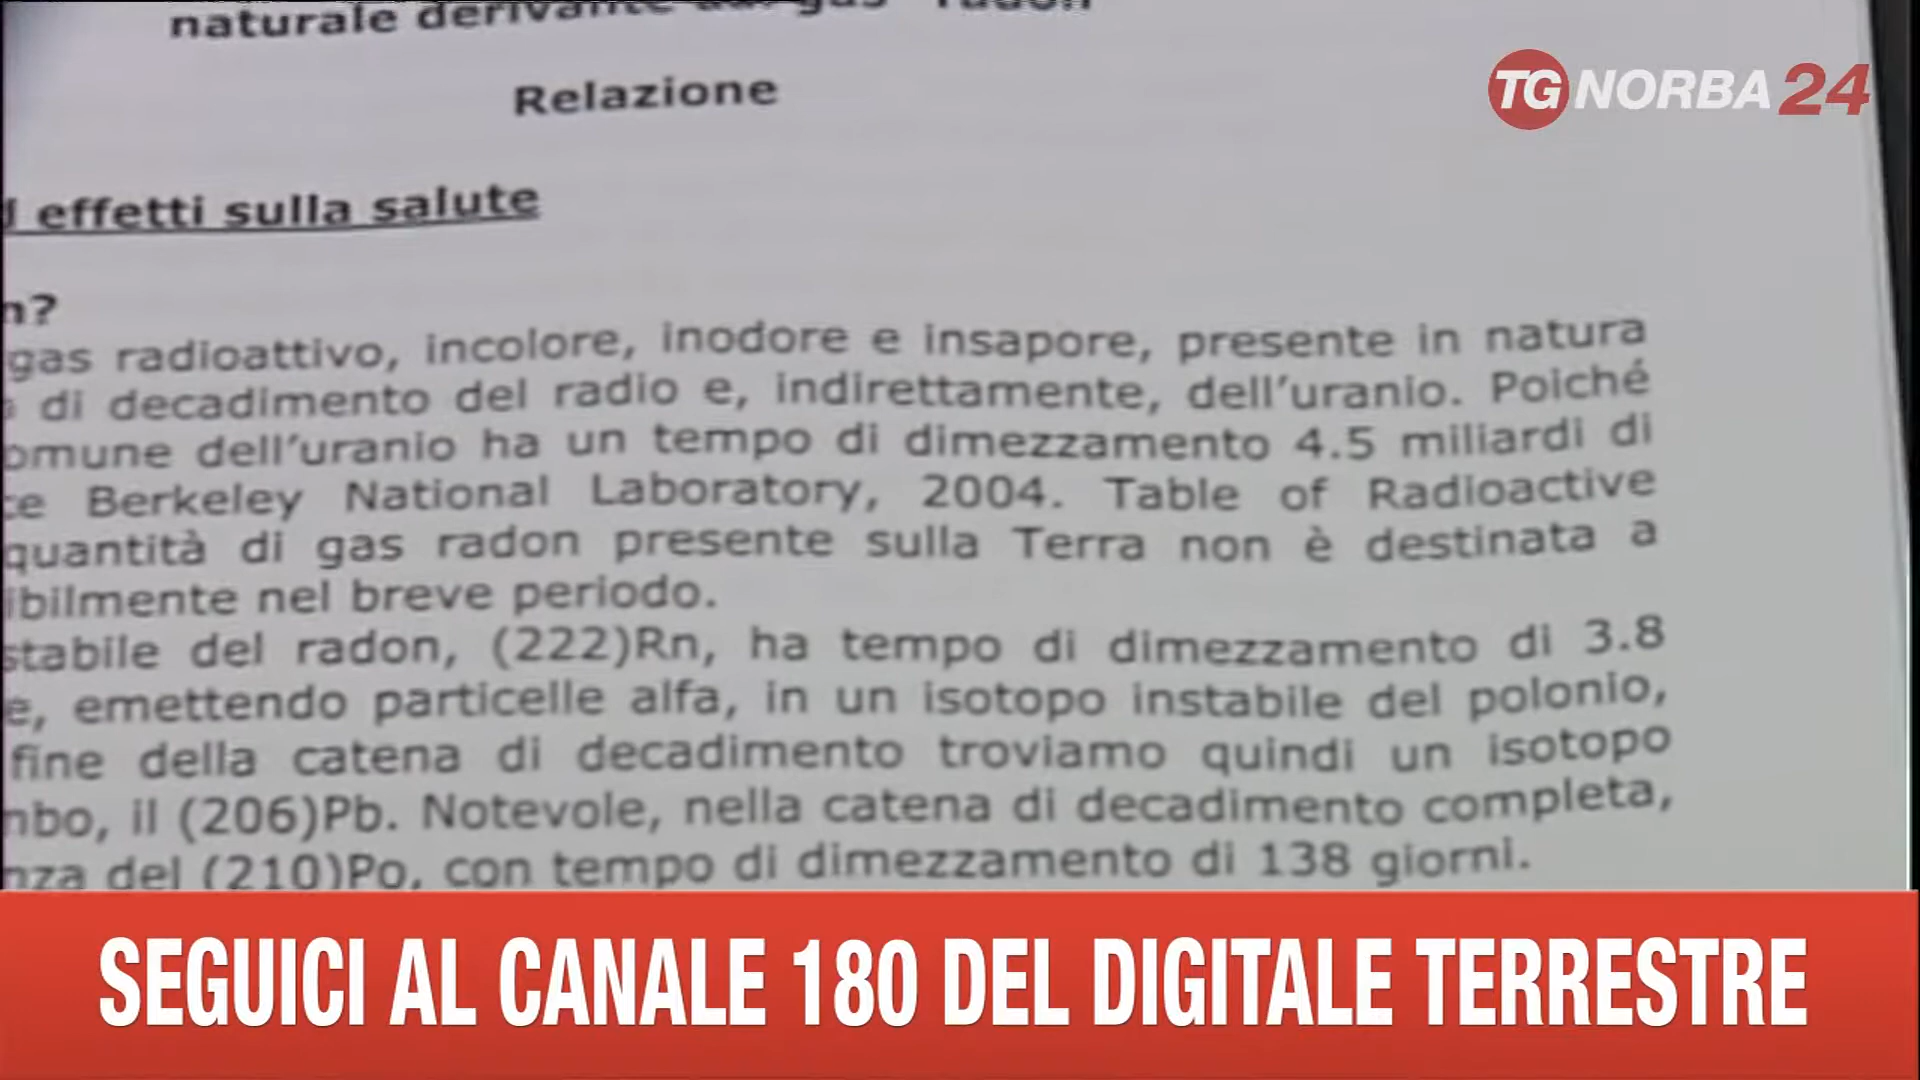 naturale derivante dal gas "radon
TG NORBA 24
Relazione
effetti sulla salute
n?
gas radioattivo, incolore, inodore e insapore, presente in natura
di decadimento del radio e, indirettamente, dell'uranio. Poiché
omune dell'uranio ha un tempo di dimezzamento 4.5 miliardi di
ce Berkeley National Laboratory, 2004. Table of Radioactive
quantità di gas radon presente sulla Terra non è destinata a
ibilmente nel breve periodo.
stabile del radon, (222)Rn, ha tempo di dimezzamento di 3.8
e, emettendo particelle alfa, in un isotopo instabile del polonio,
fine della catena di decadimento troviamo quindi un isotopo
mbo, il (206)Pb. Notevole, nella catena di decadimento completa,
nza del (210)Po, con tempo di dimezzamento di 138 giorni.
SEGUICI AL CANALE 180 DEL DIGITALE TERRESTRE